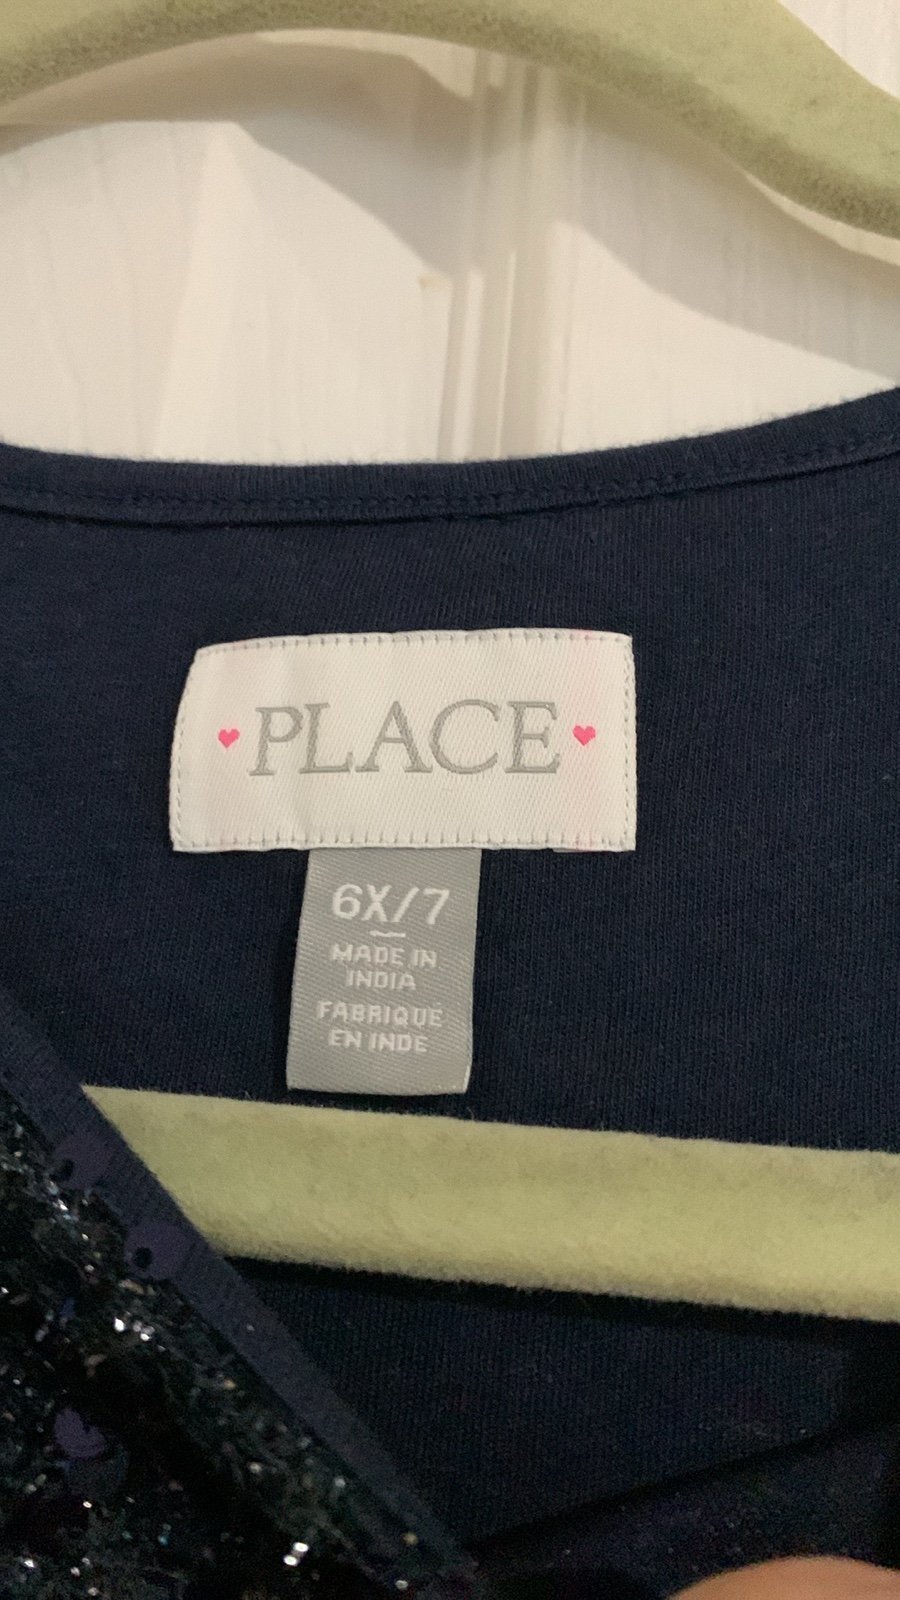 PLACE
6X/7
MADE IN
INDIA
FABRIQUÉ
EN INDE